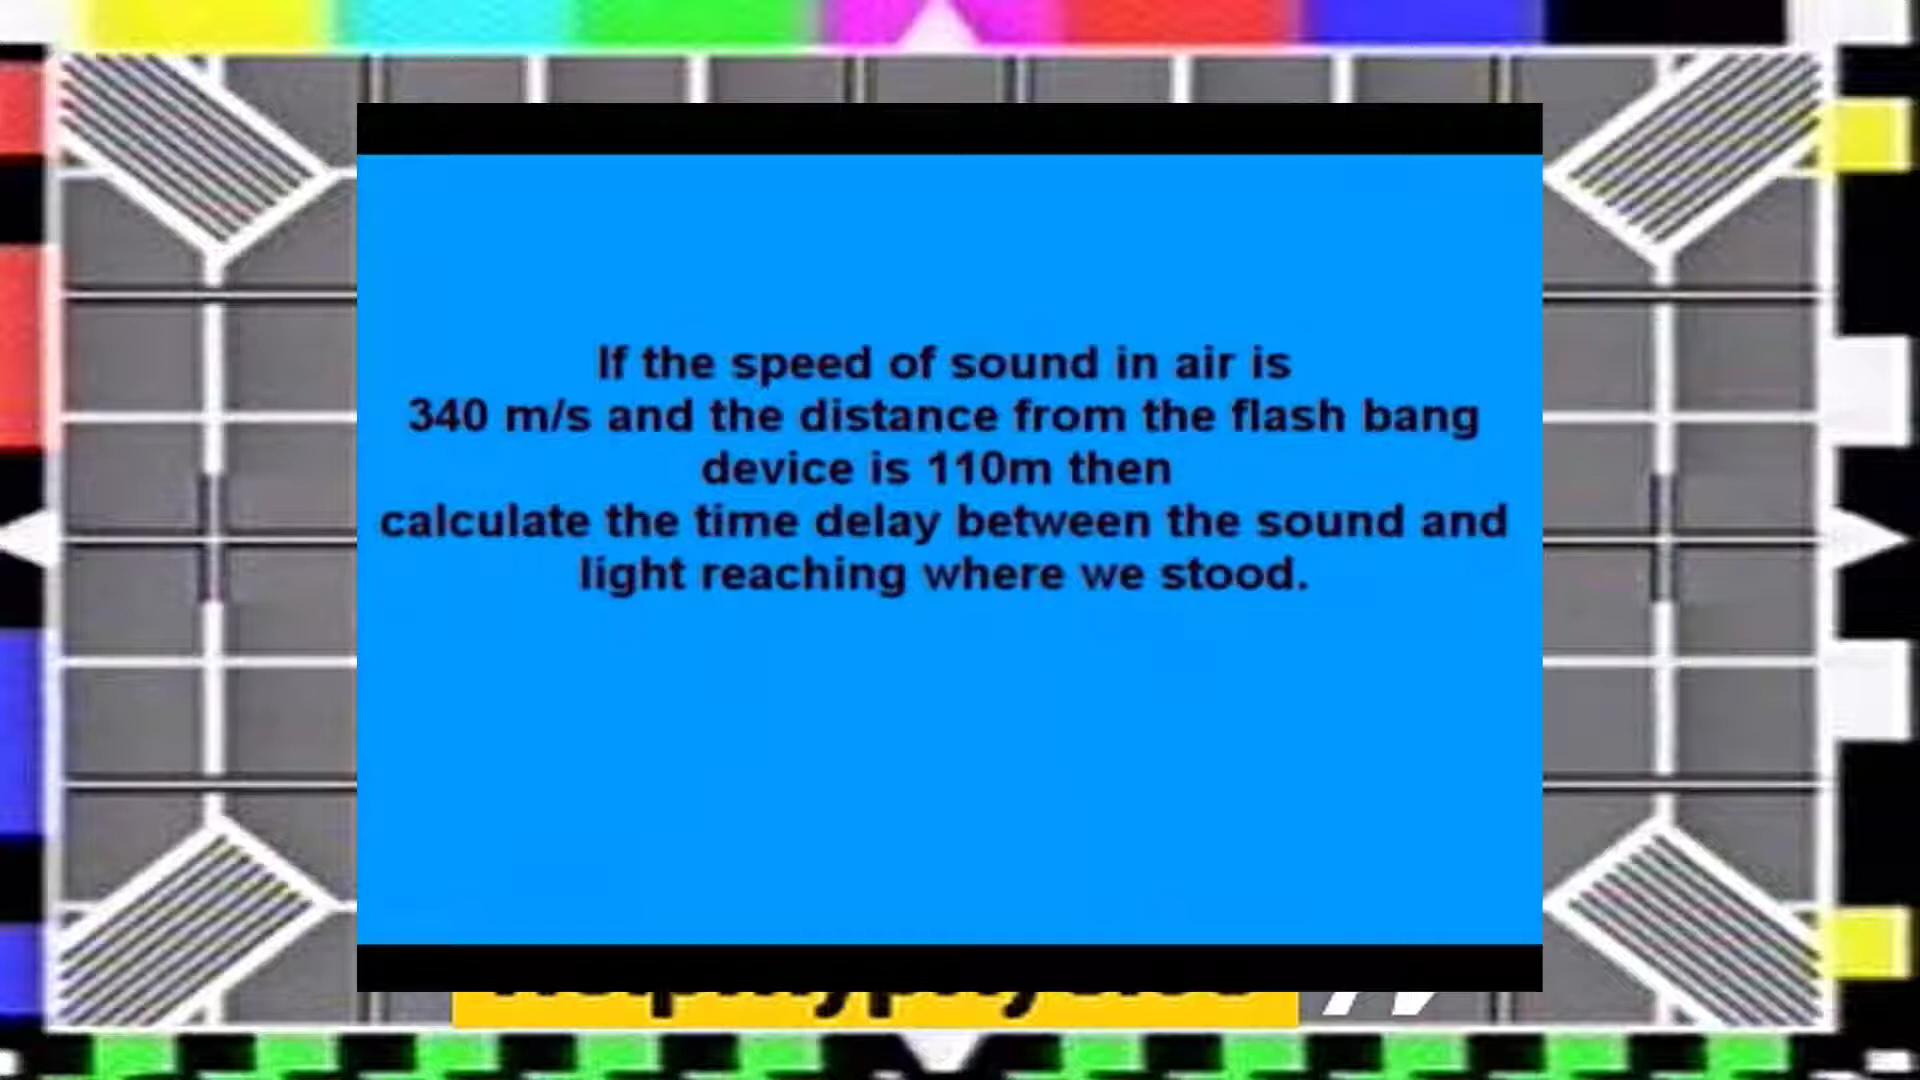 If the speed of sound in air is
340 m/s and the distance from the flash bang
device is 110m then
calculate the time delay between the sound and
light reaching where we stood.